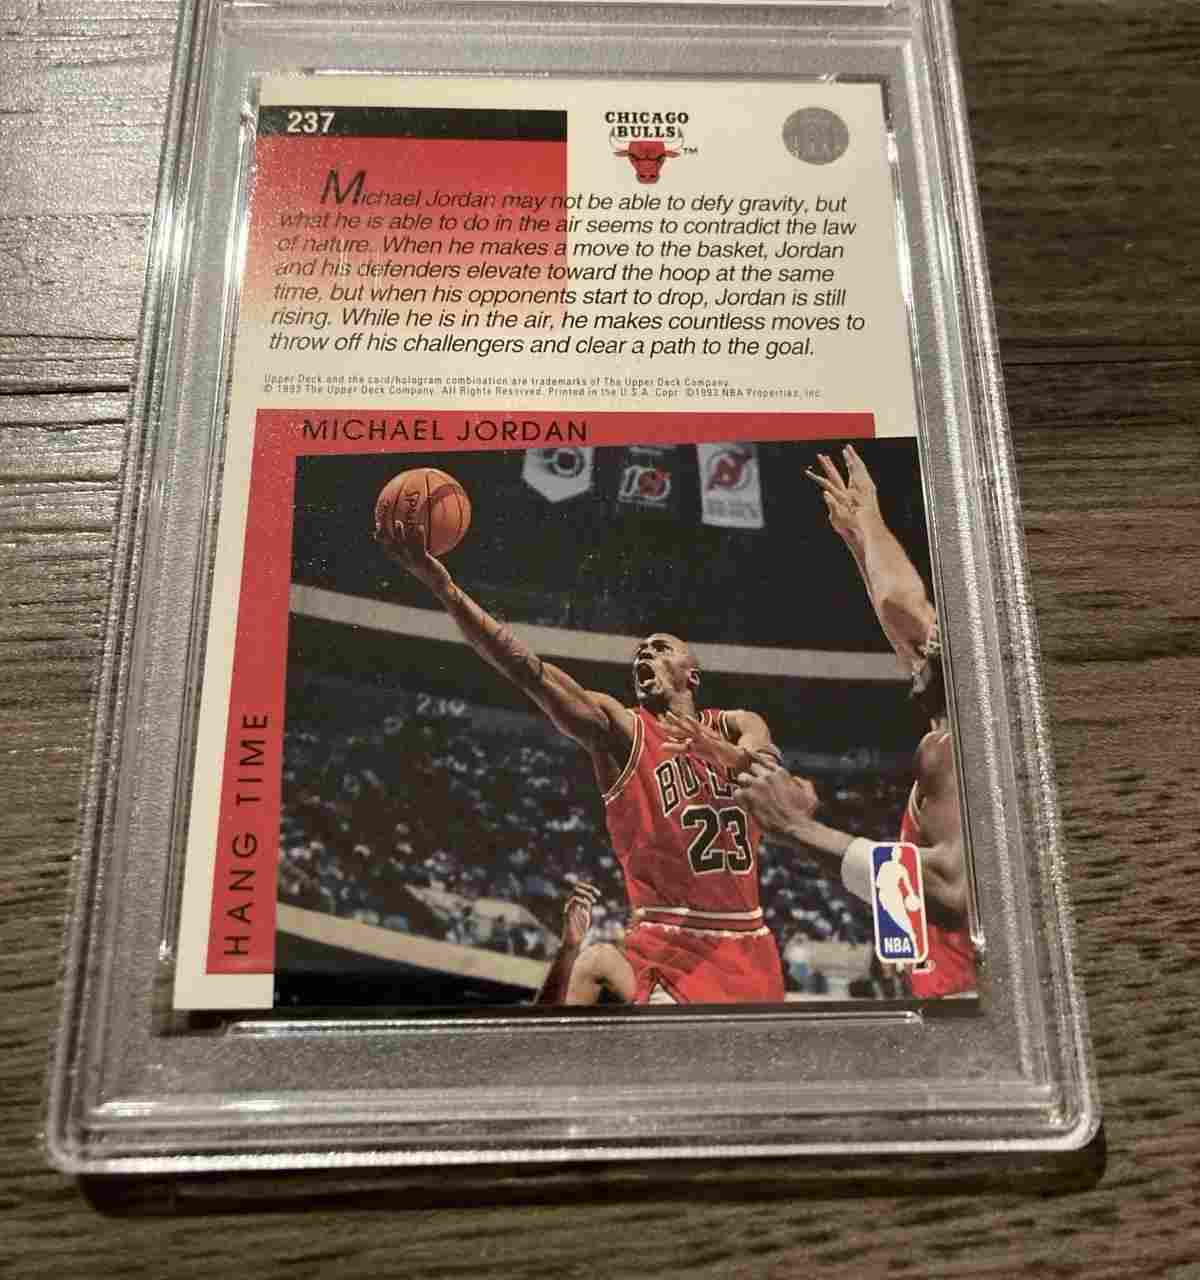 237
CHICAGO
BULLS
TM
Michael Jordan may not be able to defy gravity, but
what he is able to do in the air seems to contradict the law
of nature. When he makes a move to the basket, Jordan
and his defenders elevate toward the hoop at the same
time, but when his opponents start to drop, Jordan is still
rising. While he is in the air, he makes countless moves to
throw off his challengers and clear a path to the goal.
Upper Deck and the card/hologram combination are trademarks of The Upper Deck Company.
© 1993 The Upper Deck Company. All Rights Reserved. Printed in the U.S.A. Copr. ©1993 NBA Properties, Inc.
MICHAEL JORDAN
HANG TIME
10
239
BULL
23
NBA